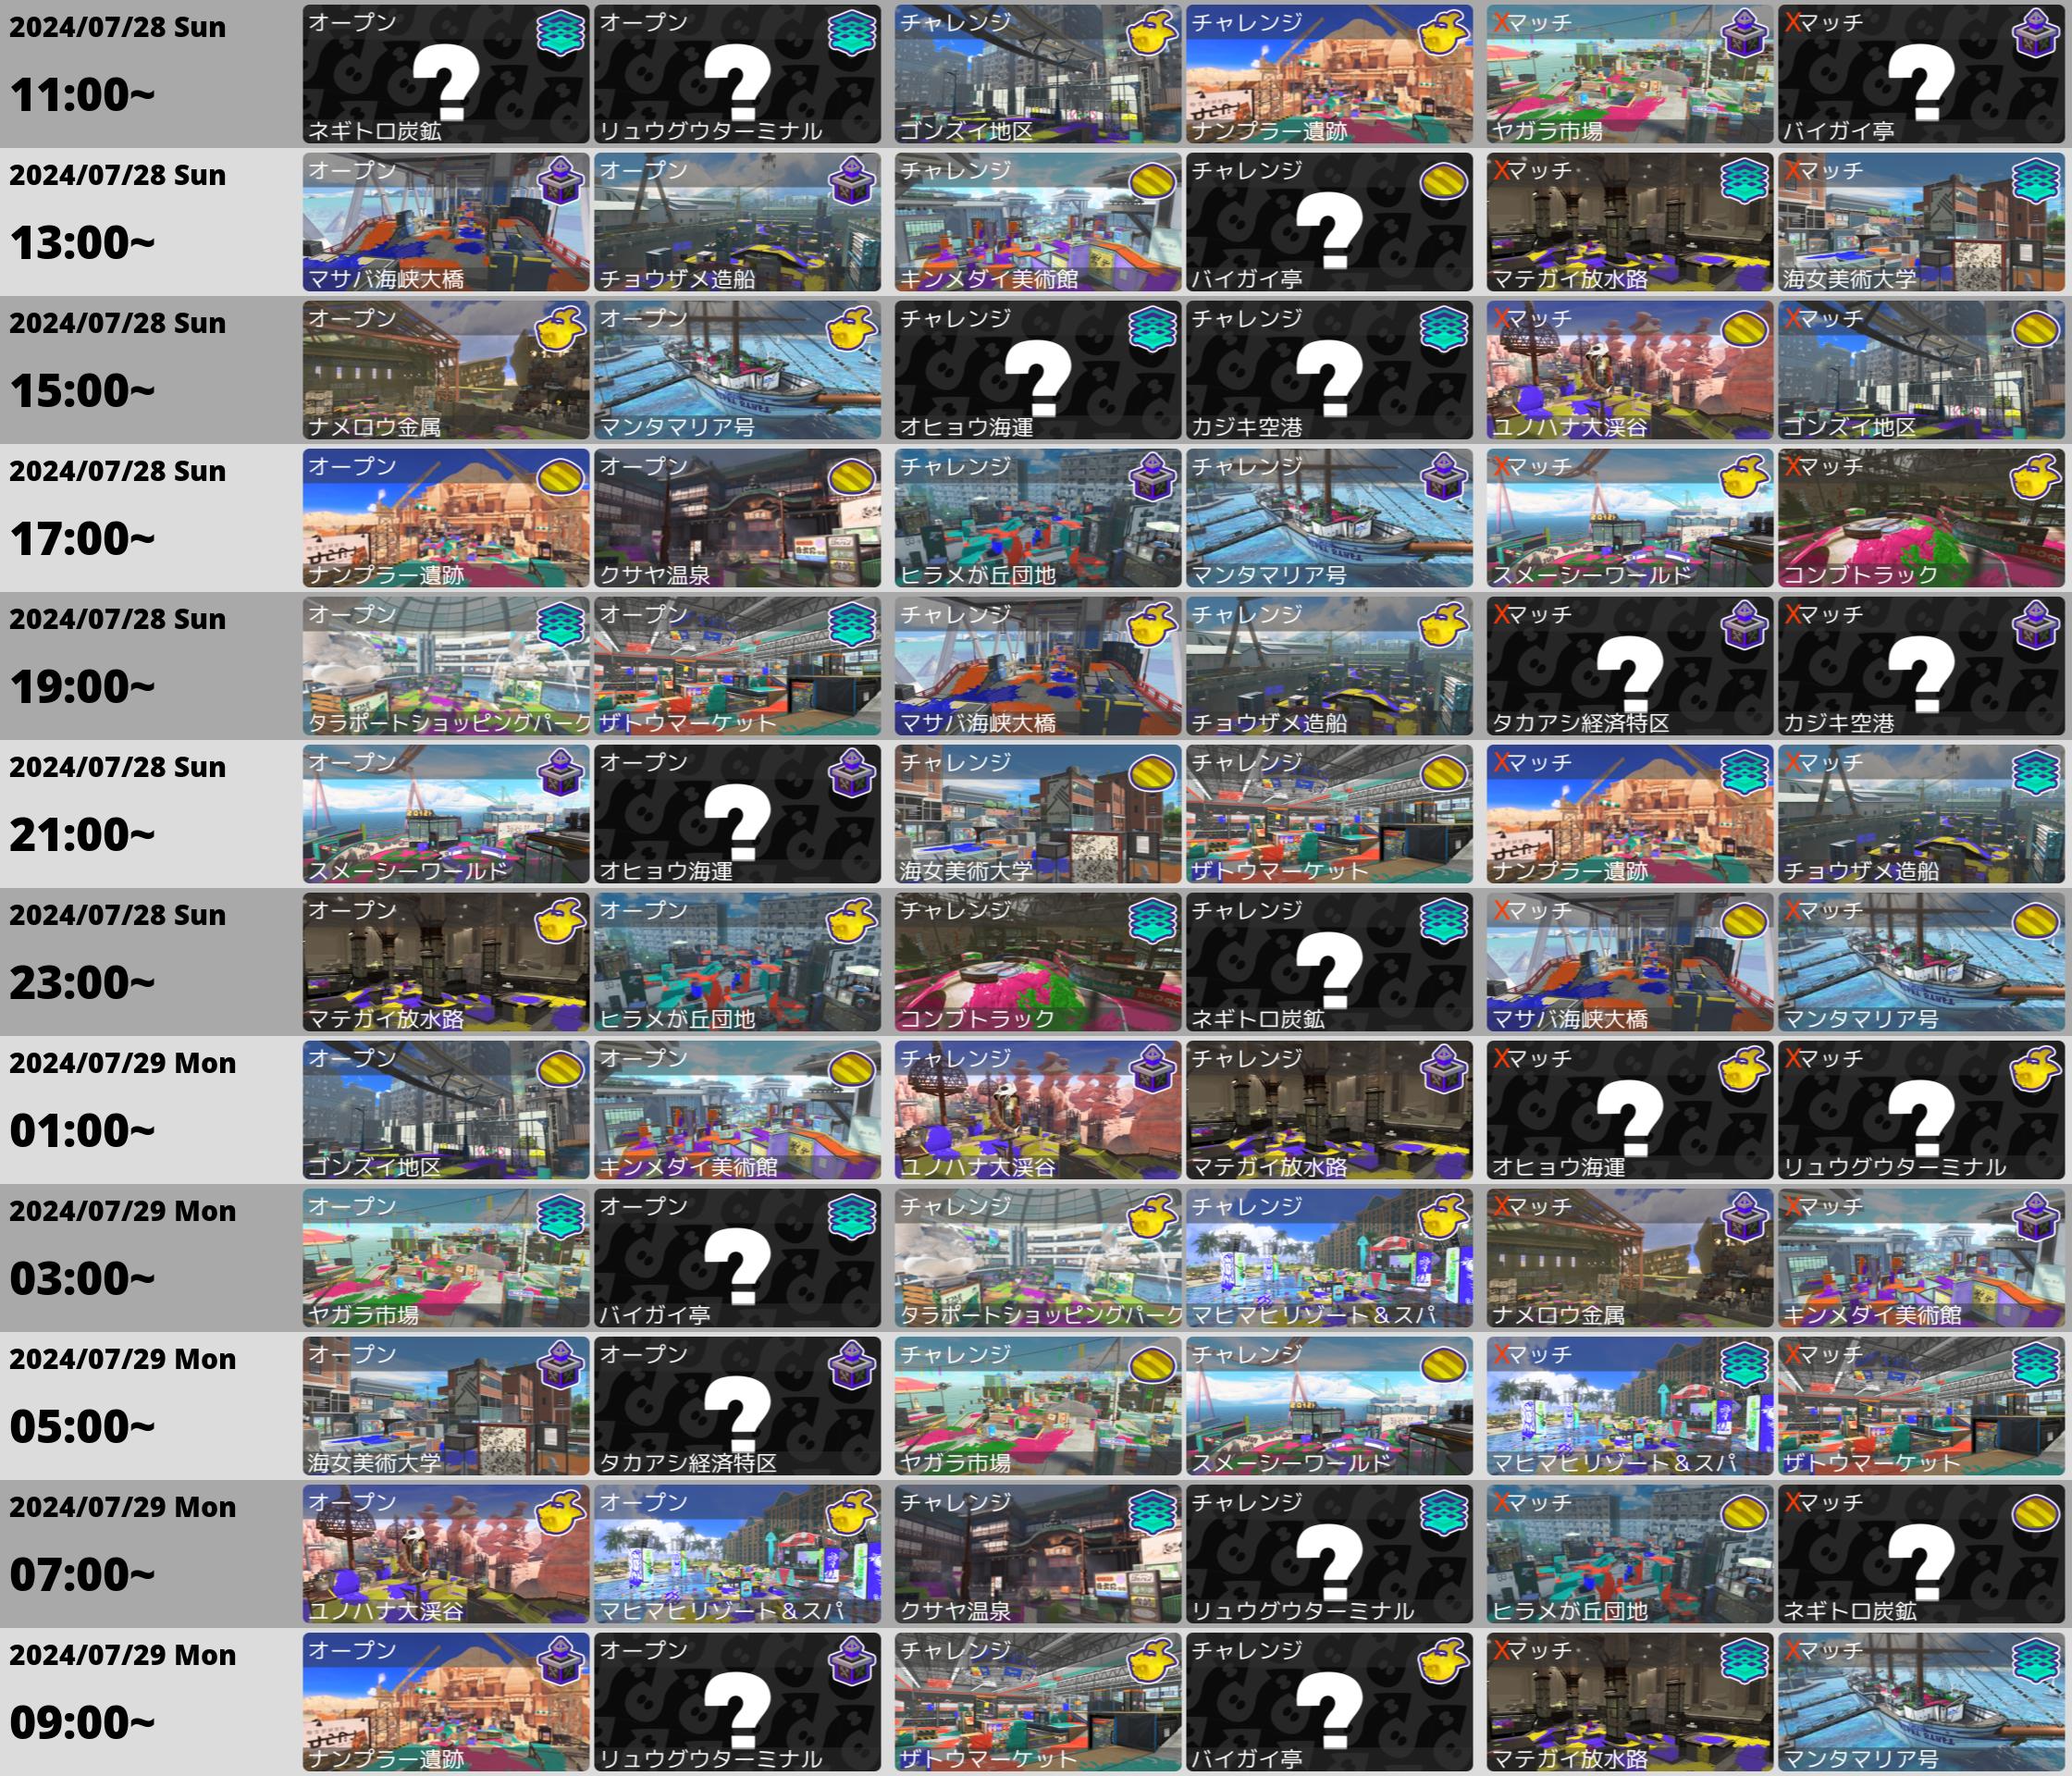 2024/07/28 Sun
11:00~
オープン オープン チャレンジ チャレンジ Xマッチ Xマッチ
ネギトロ炭鉱 リュウグウターミナル ゴンズイ地区 ナンプラー遺跡 ヤガラ市場 バイガイ亭
2024/07/28 Sun
13:00~
オープン オープン チャレンジ チャレンジ Xマッチ Xマッチ
マサバ海峡大橋 チョウザメ造船 キンメダイ美術館 バイガイ亭 マテガイ放水路 海女美術大学
2024/07/28 Sun
15:00~
オープン オープン チャレンジ チャレンジ Xマッチ Xマッチ
ナメロウ金属 マンタマリア号 オヒョウ海運 カジキ空港 ユノハナ大渓谷 ゴンズイ地区
2024/07/28 Sun
17:00~
オープン オープン チャレンジ チャレンジ Xマッチ Xマッチ
ナンプラー遺跡 クサヤ温泉 ヒラメが丘団地 マンタマリア号 スメーシーワールド コンブトラック
2024/07/28 Sun
19:00~
オープン オープン チャレンジ チャレンジ Xマッチ Xマッチ
タラポートショッピングパーク ザトウマーケット マサバ海峡大橋 チョウザメ造船 タカアシ経済特区 カジキ空港
2024/07/28 Sun
21:00~
オープン オープン チャレンジ チャレンジ Xマッチ Xマッチ
スメーシーワールド オヒョウ海運 海女美術大学 ザトウマーケット ナンプラー遺跡 チョウザメ造船
2024/07/28 Sun
23:00~
オープン オープン チャレンジ チャレンジ Xマッチ Xマッチ
マテガイ放水路 ヒラメが丘団地 コンブトラック ネギトロ炭鉱 マサバ海峡大橋 マンタマリア号
2024/07/29 Mon
01:00~
オープン オープン チャレンジ チャレンジ Xマッチ Xマッチ
ゴンズイ地区 キンメダイ美術館 ユノハナ大渓谷 マテガイ放水路 オヒョウ海運 リュウグウターミナル
2024/07/29 Mon
03:00~
オープン オープン チャレンジ チャレンジ Xマッチ Xマッチ
ヤガラ市場 バイガイ亭 タラポートショッピングパーク マヒマヒリゾート＆スパ ナメロウ金属 キンメダイ美術館
2024/07/29 Mon
05:00~
オープン オープン チャレンジ チャレンジ Xマッチ Xマッチ
海女美術大学 タカアシ経済特区 ヤガラ市場 スメーシーワールド マヒマヒリゾート＆スパ ザトウマーケット
2024/07/29 Mon
07:00~
オープン オープン チャレンジ チャレンジ Xマッチ Xマッチ
ユノハナ大渓谷 マヒマヒリゾート＆スパ クサヤ温泉 リュウグウターミナル ヒラメが丘団地 ネギトロ炭鉱
2024/07/29 Mon
09:00~
オープン オープン チャレンジ チャレンジ Xマッチ Xマッチ
ナンプラー遺跡 リュウグウターミナル ザトウマーケット バイガイ亭 マテガイ放水路 マンタマリア号